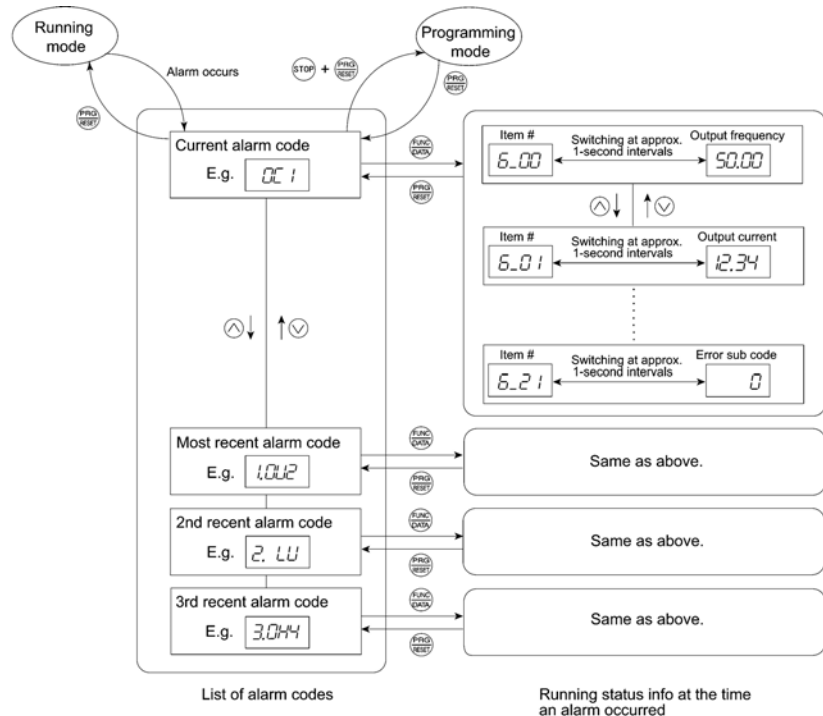 Running
mode
Programming
mode
Alarm occurs
STOP + PRG
RESET
PRG
RESET
PRG
RESET
Current alarm code
E.g. OC1
FUNC
DATA
PRG
RESET
Item #
6_00
Switching at approx.
1-second intervals
Output frequency
50.00
Item #
6_01
Switching at approx.
1-second intervals
Output current
12.34
Item #
6_21
Switching at approx.
1-second intervals
Error sub code
0
Most recent alarm code
E.g. 1.0U2
FUNC
DATA
PRG
RESET
Same as above.
2nd recent alarm code
E.g. 2. LU
FUNC
DATA
PRG
RESET
Same as above.
3rd recent alarm code
E.g. 3.0H4
FUNC
DATA
PRG
RESET
Same as above.
List of alarm codes
Running status info at the time
an alarm occurred